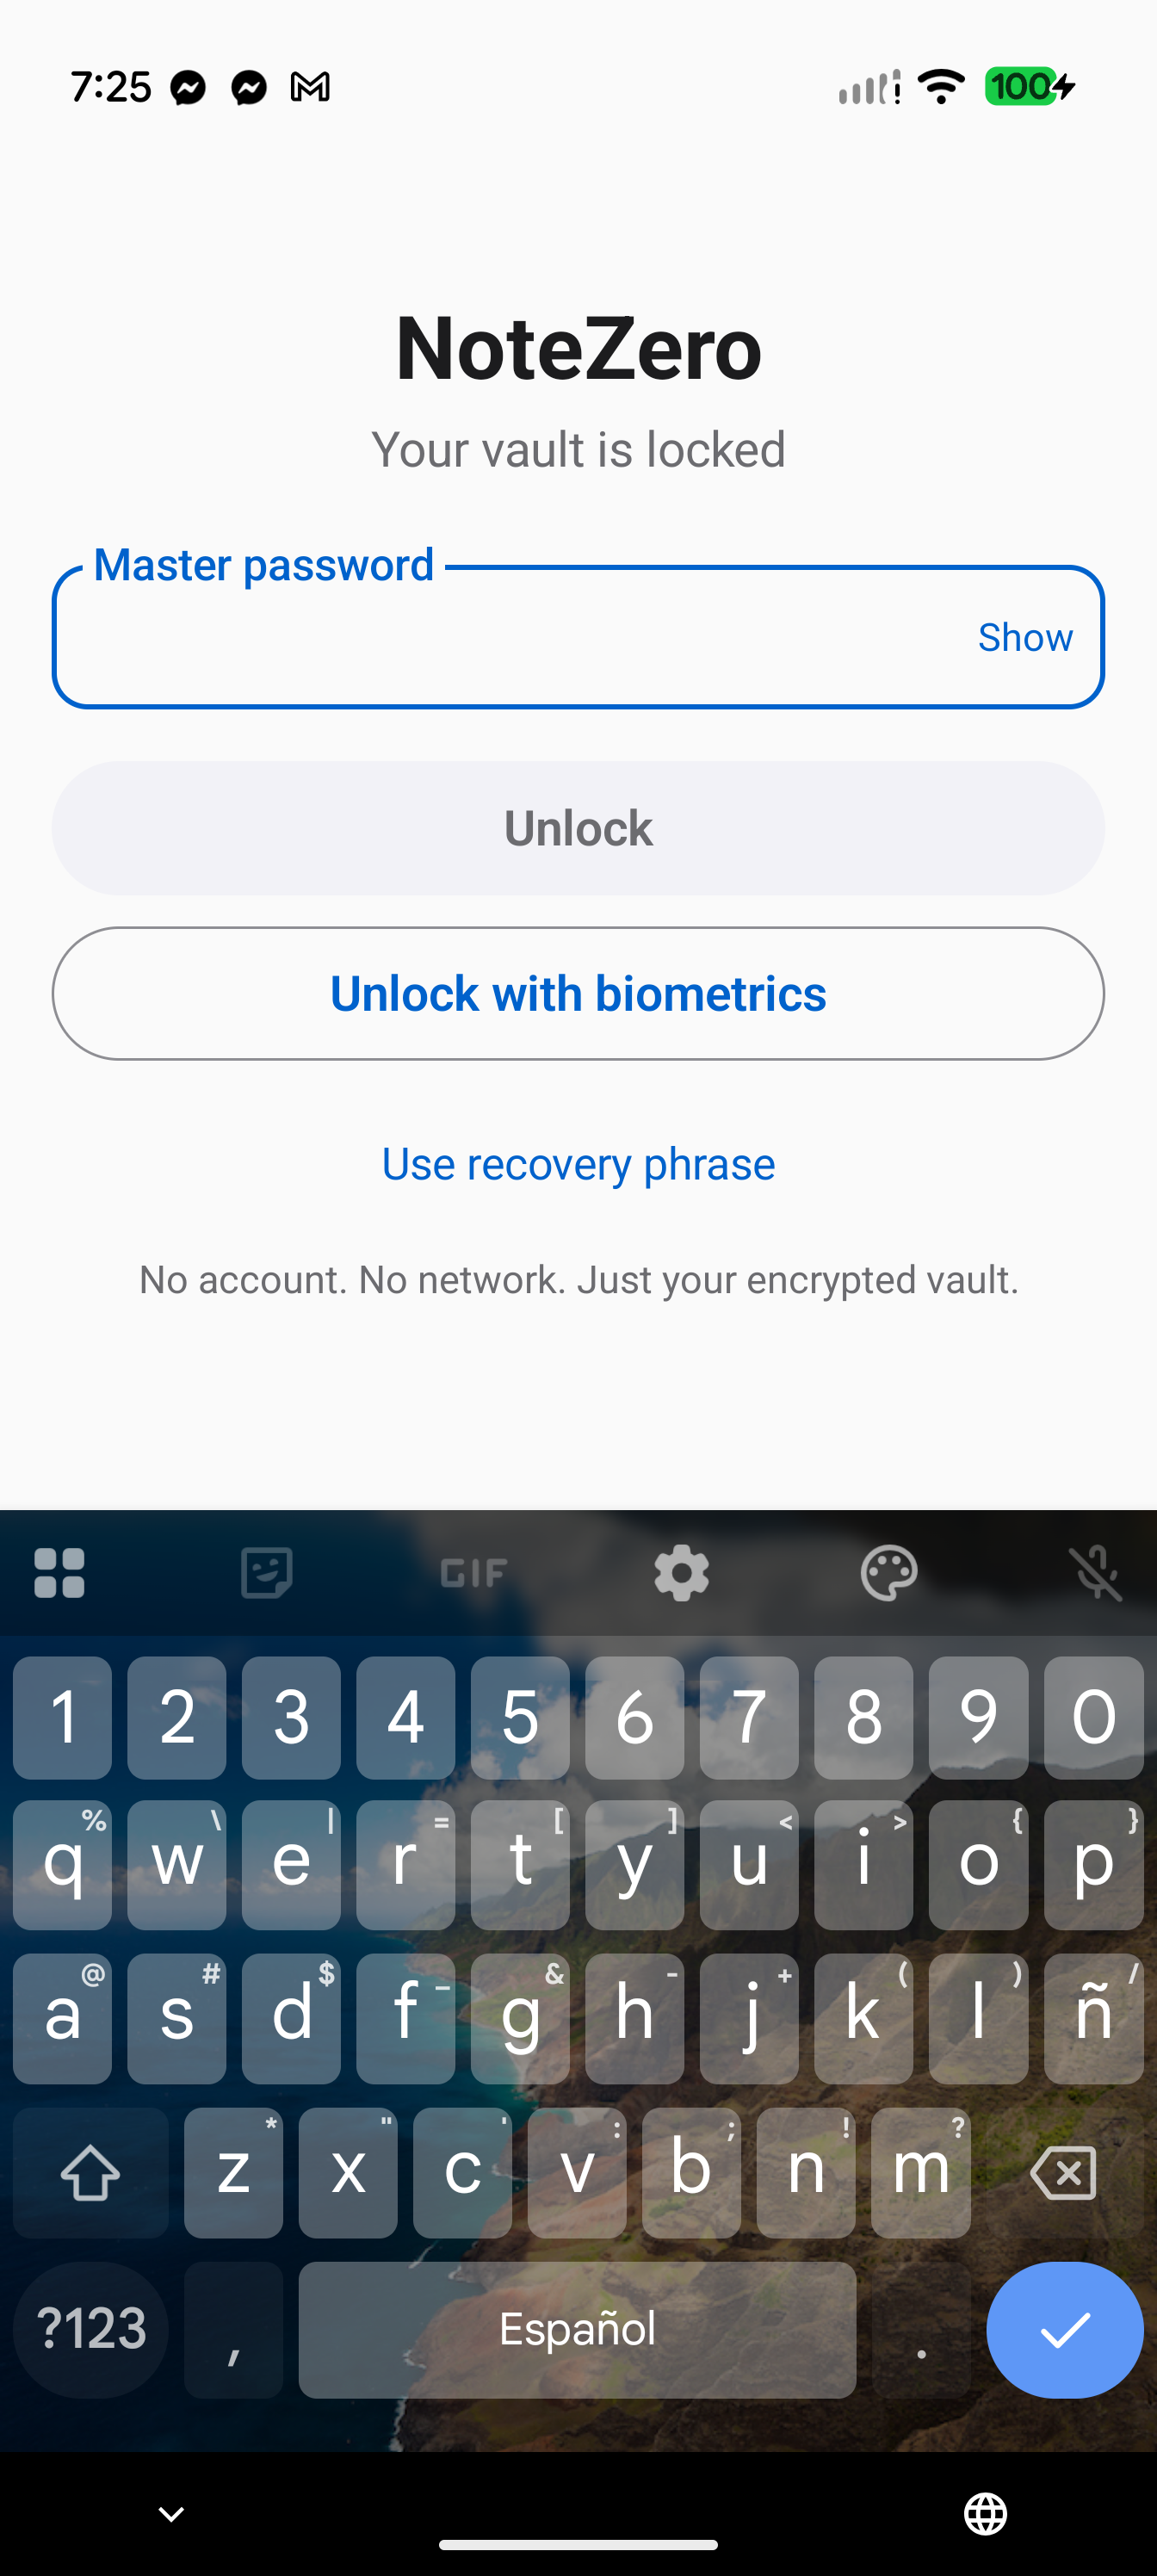 7:25
100
NoteZero
Your vault is locked
Master password
Show
Unlock
Unlock with biometrics
Use recovery phrase
No account. No network. Just your encrypted vault.
GIF
1 2 3 4 5 6 7 8 9 0
% \ | = [ ] < > { }
q w e r t y u i o p
@ # $ _ & - + ( ) /
a s d f g h j k l ñ
* " ' : ; ! ?
z x c v b n m
?123 , Español .